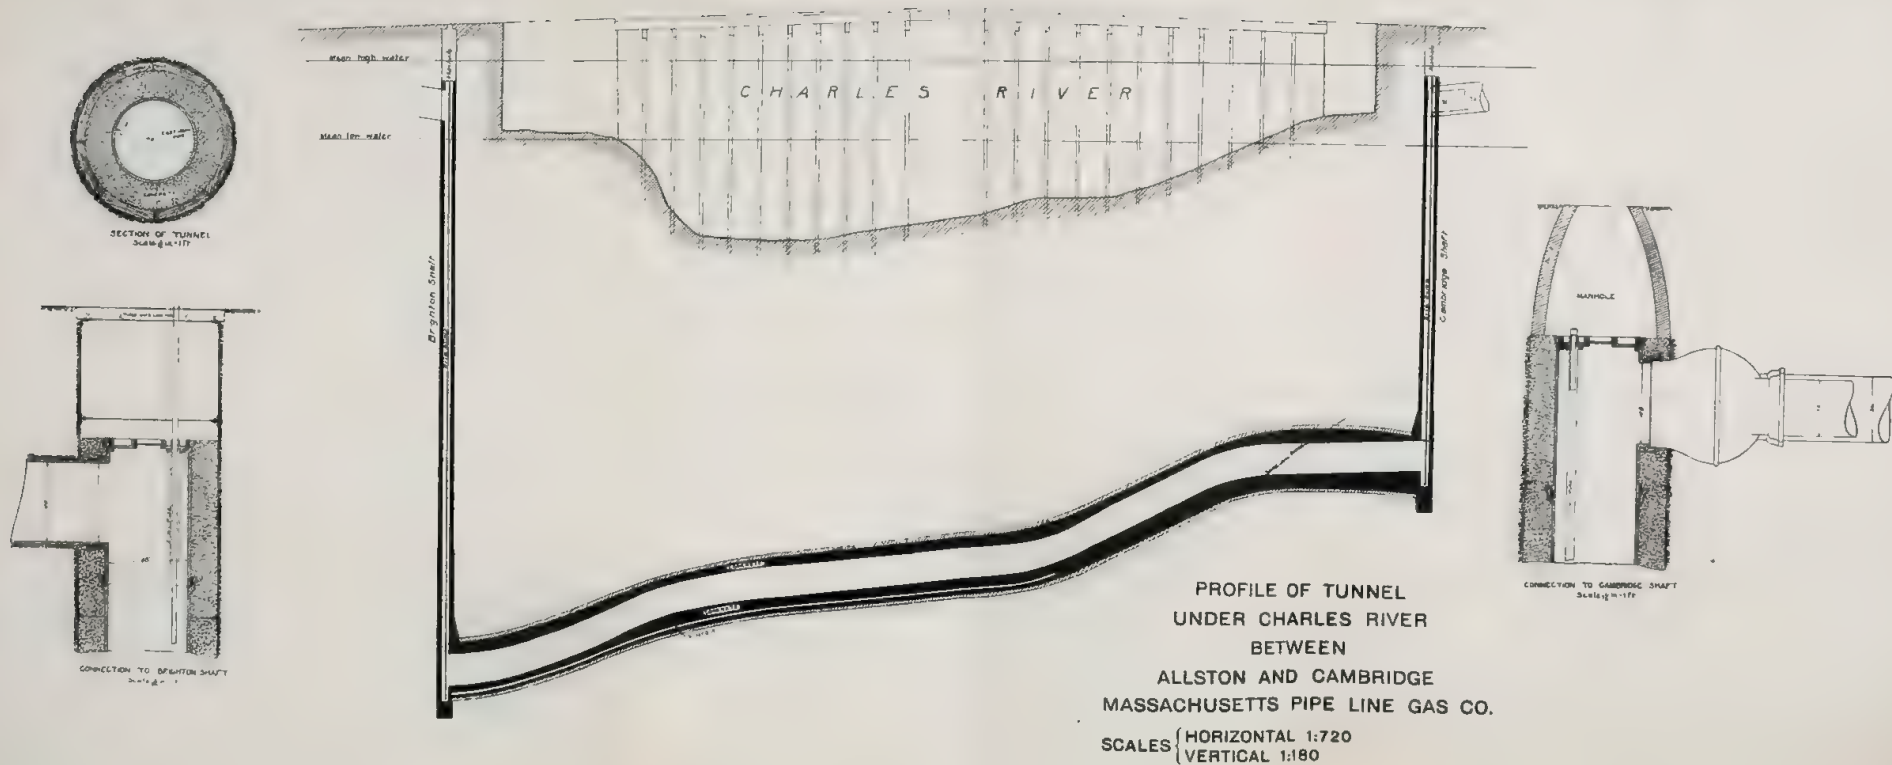 Mean high water
CHARLES RIVER
Mean low water
SECTION OF TUNNEL
Brighton Shaft
Cambridge Shaft
MANHOLE
CONNECTION TO BRIGHTON SHAFT
CONNECTION TO CAMBRIDGE SHAFT
PROFILE OF TUNNEL
UNDER CHARLES RIVER
BETWEEN
ALLSTON AND CAMBRIDGE
MASSACHUSETTS PIPE LINE GAS CO.
SCALES { HORIZONTAL 1:720
VERTICAL 1:180